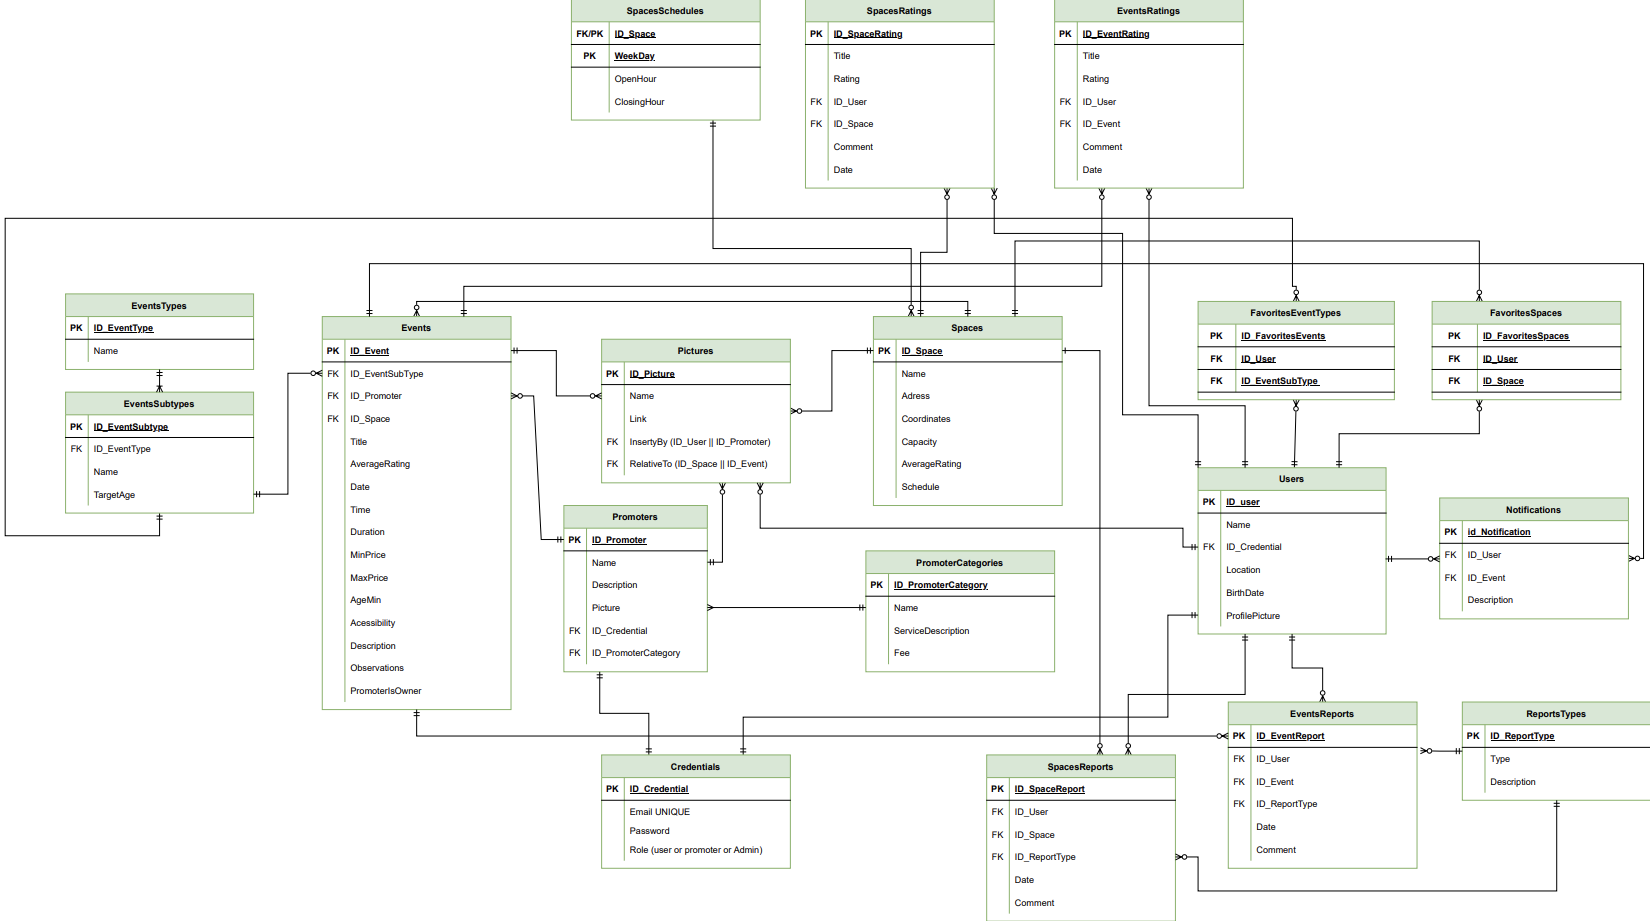 SpacesSchedules
FK/PK ID_Space
PK WeekDay
OpenHour
ClosingHour
SpacesRatings
PK ID_SpaceRating
Title
Rating
FK ID_User
FK ID_Space
Comment
Date
EventsRatings
PK ID_EventRating
Title
Rating
FK ID_User
FK ID_Event
Comment
Date
EventsTypes
PK ID_EventType
Name
EventsSubtypes
PK ID_EventSubtype
FK ID_EventType
Name
TargetAge
Events
PK ID_Event
FK ID_EventSubType
FK ID_Promoter
FK ID_Space
Title
AverageRating
Date
Time
Duration
MinPrice
MaxPrice
AgeMin
Acessibility
Description
Observations
PromoterIsOwner
Pictures
PK ID_Picture
Name
Link
FK InsertyBy (ID_User || ID_Promoter)
FK RelativeTo (ID_Space || ID_Event)
Spaces
PK ID_Space
Name
Adress
Coordinates
Capacity
AverageRating
Schedule
FavoritesEventTypes
PK ID_FavoritesEvents
FK ID_User
FK ID_EventSubType
FavoritesSpaces
PK ID_FavoritesSpaces
FK ID_User
FK ID_Space
Promoters
PK ID_Promoter
Name
Description
Picture
FK ID_Credential
FK ID_PromoterCategory
PromoterCategories
PK ID_PromoterCategory
Name
ServiceDescription
Fee
Users
PK ID_user
Name
FK ID_Credential
Location
BirthDate
ProfilePicture
Notifications
PK id_Notification
FK ID_User
FK ID_Event
Description
Credentials
PK ID_Credential
Email UNIQUE
Password
Role (user or promoter or Admin)
SpacesReports
PK ID_SpaceReport
FK ID_User
FK ID_Space
FK ID_ReportType
Date
Comment
EventsReports
PK ID_EventReport
FK ID_User
FK ID_Event
FK ID_ReportType
Date
Comment
ReportsTypes
PK ID_ReportType
Type
Description